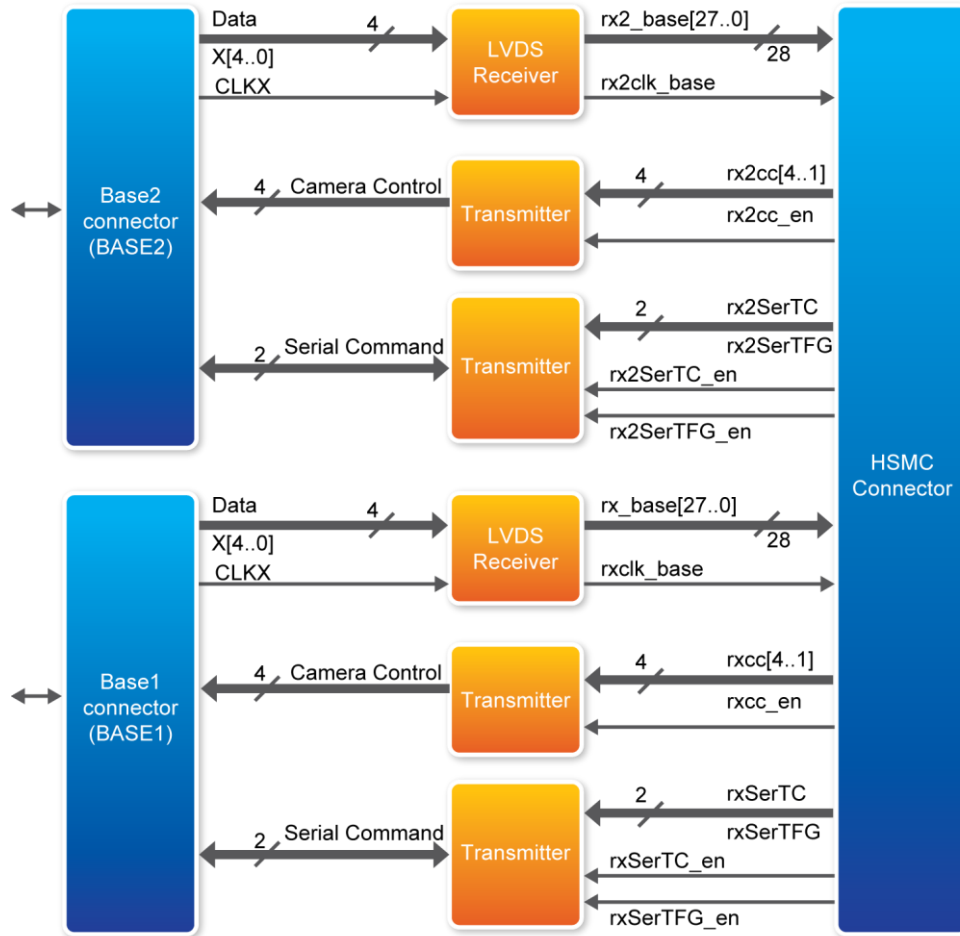 Data
4
X[4..0]
CLKX
LVDS
Receiver
rx2_base[27..0]
28
rx2clk_base
Base2
connector
(BASE2)
4
Camera Control
Transmitter
4
rx2cc[4..1]
rx2cc_en
2
Serial Command
Transmitter
2
rx2SerTC
rx2SerTFG
rx2SerTC_en
rx2SerTFG_en
HSMC
Connector
Data
4
X[4..0]
CLKX
LVDS
Receiver
rx_base[27..0]
28
rxclk_base
Base1
connector
(BASE1)
4
Camera Control
Transmitter
4
rxcc[4..1]
rxcc_en
2
Serial Command
Transmitter
2
rxSerTC
rxSerTFG
rxSerTC_en
rxSerTFG_en